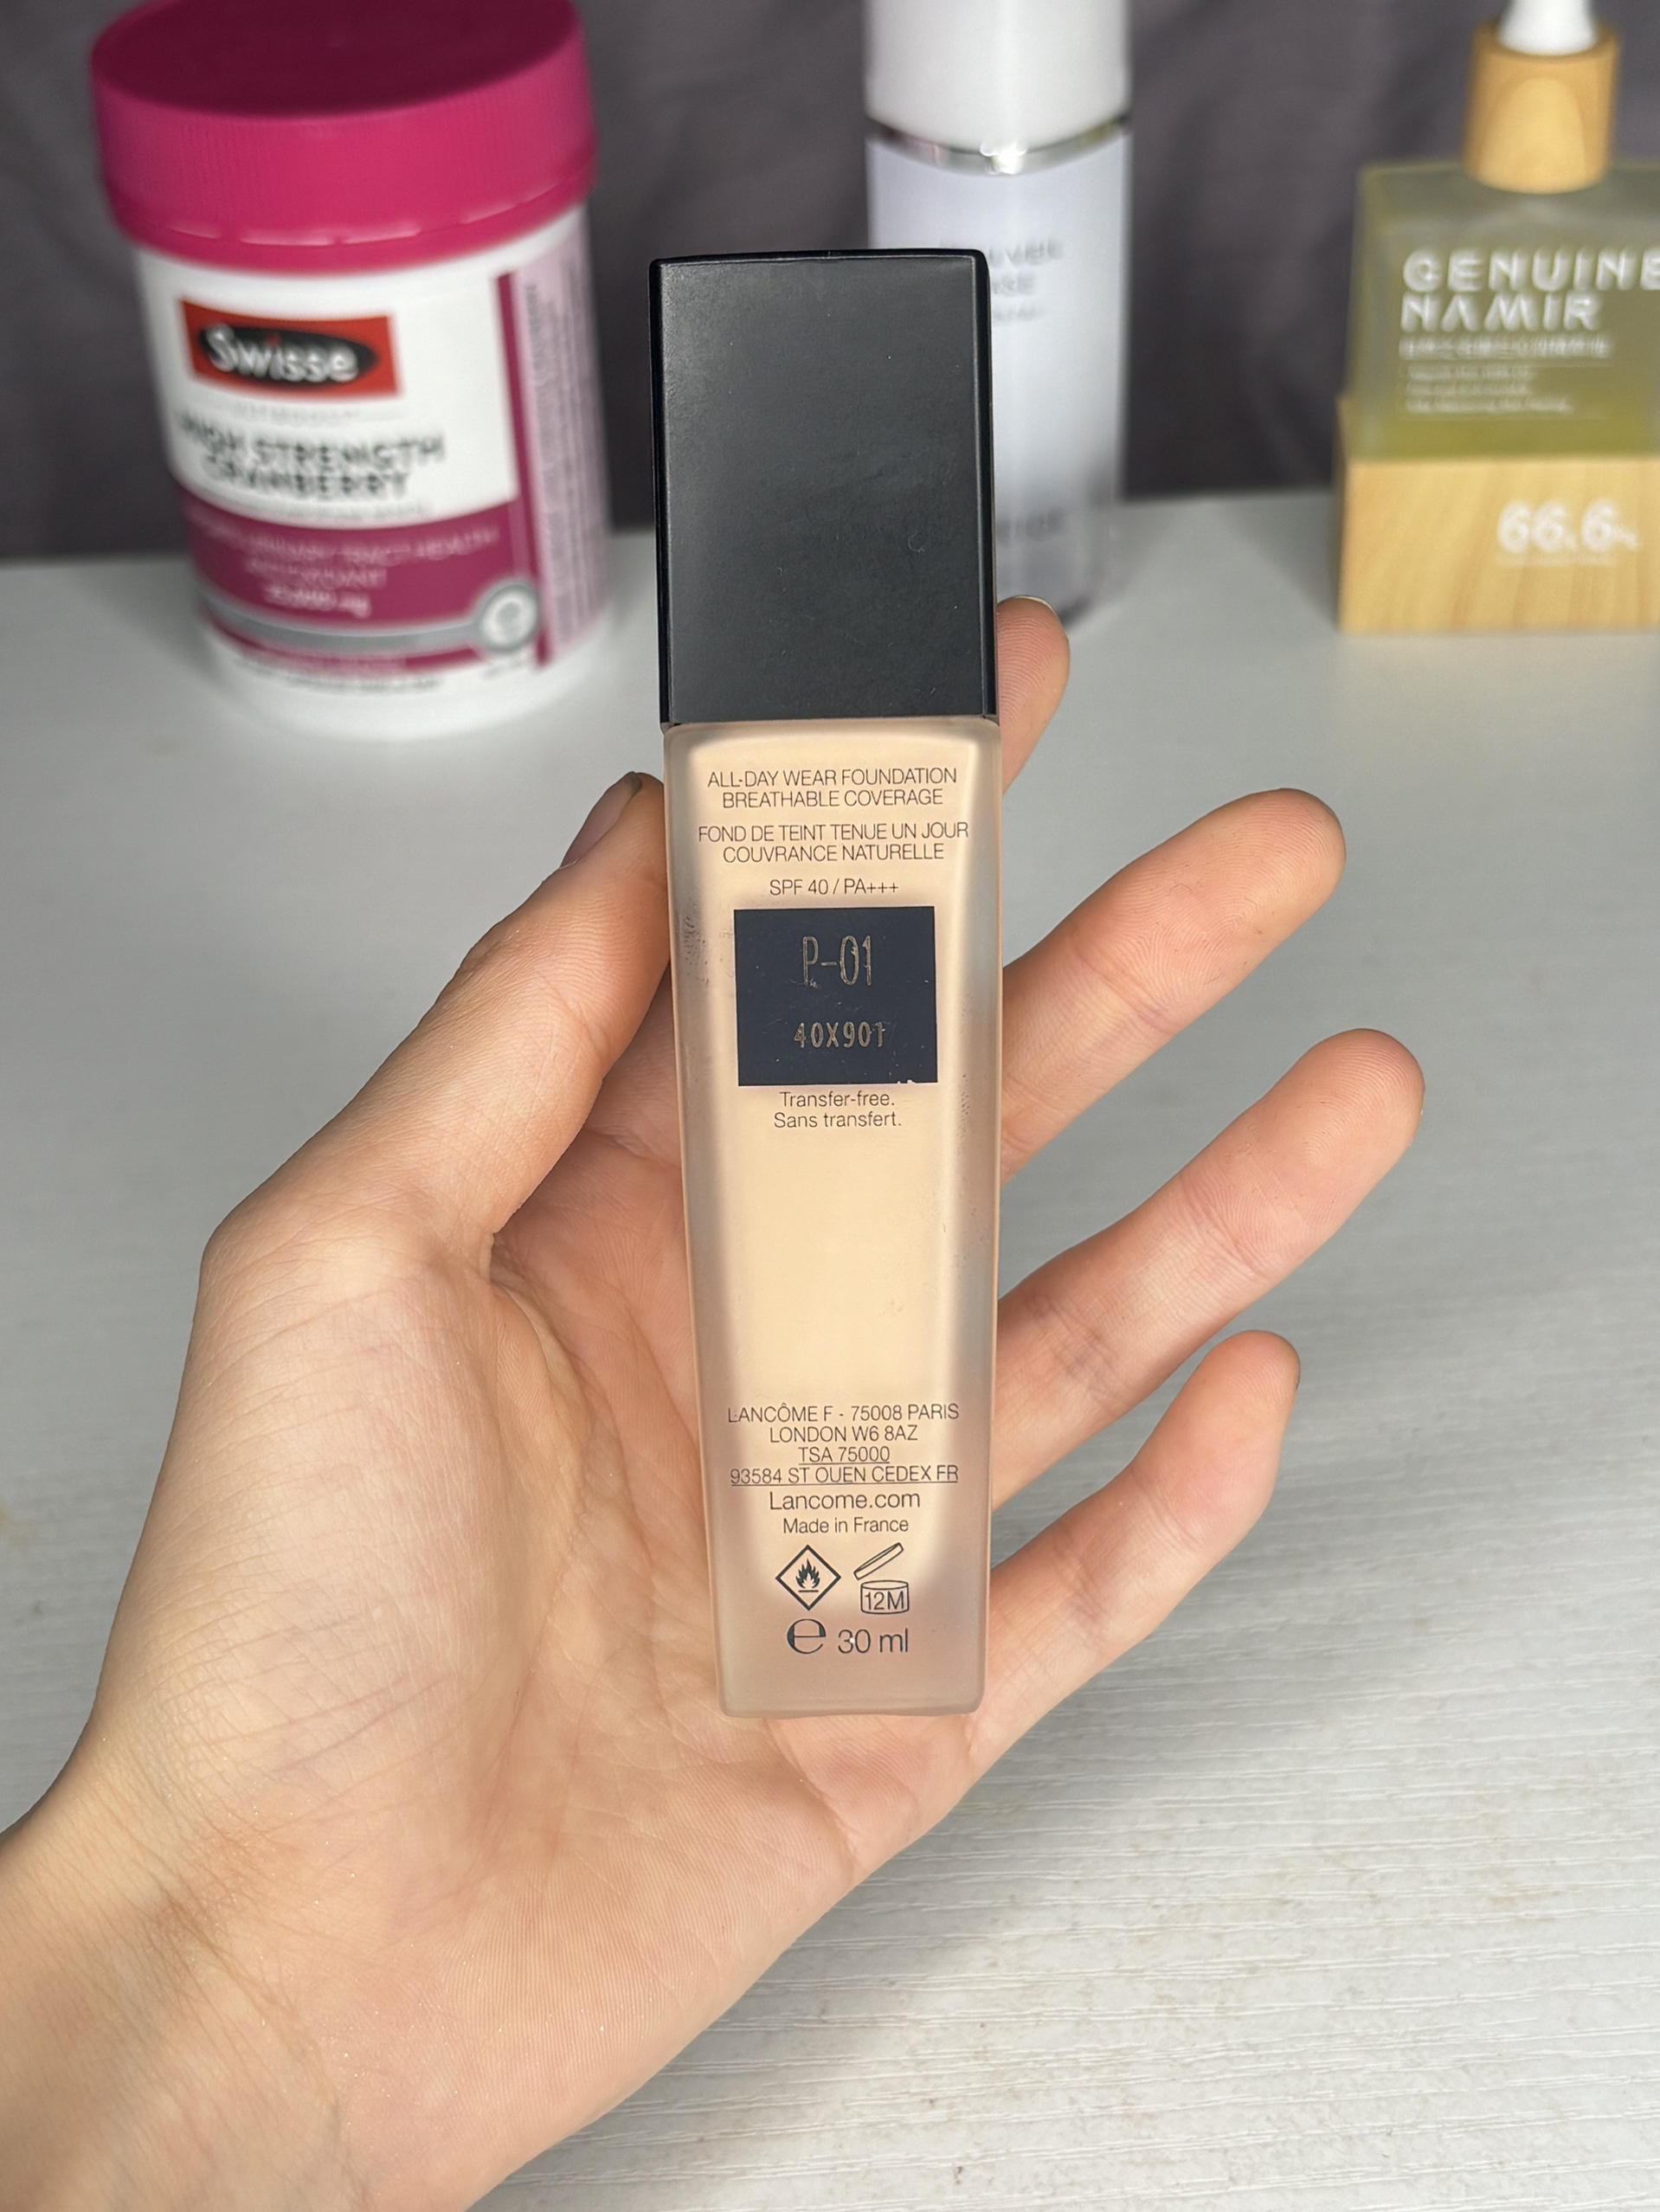 Swisse
HIGH STRENGTH
CRANBERRY
GENUINE
NAMIR
66.6
ALL-DAY WEAR FOUNDATION
BREATHABLE COVERAGE
FOND DE TEINT TENUE UN JOUR
COUVRANCE NATURELLE
SPF 40 / PA+++
P-01
40X901
Transfer-free.
Sans transfert.
LANCÔME F - 75008 PARIS
LONDON W6 8AZ
TSA 75000
93584 ST OUEN CEDEX FR
Lancome.com
Made in France
12M
e 30 ml